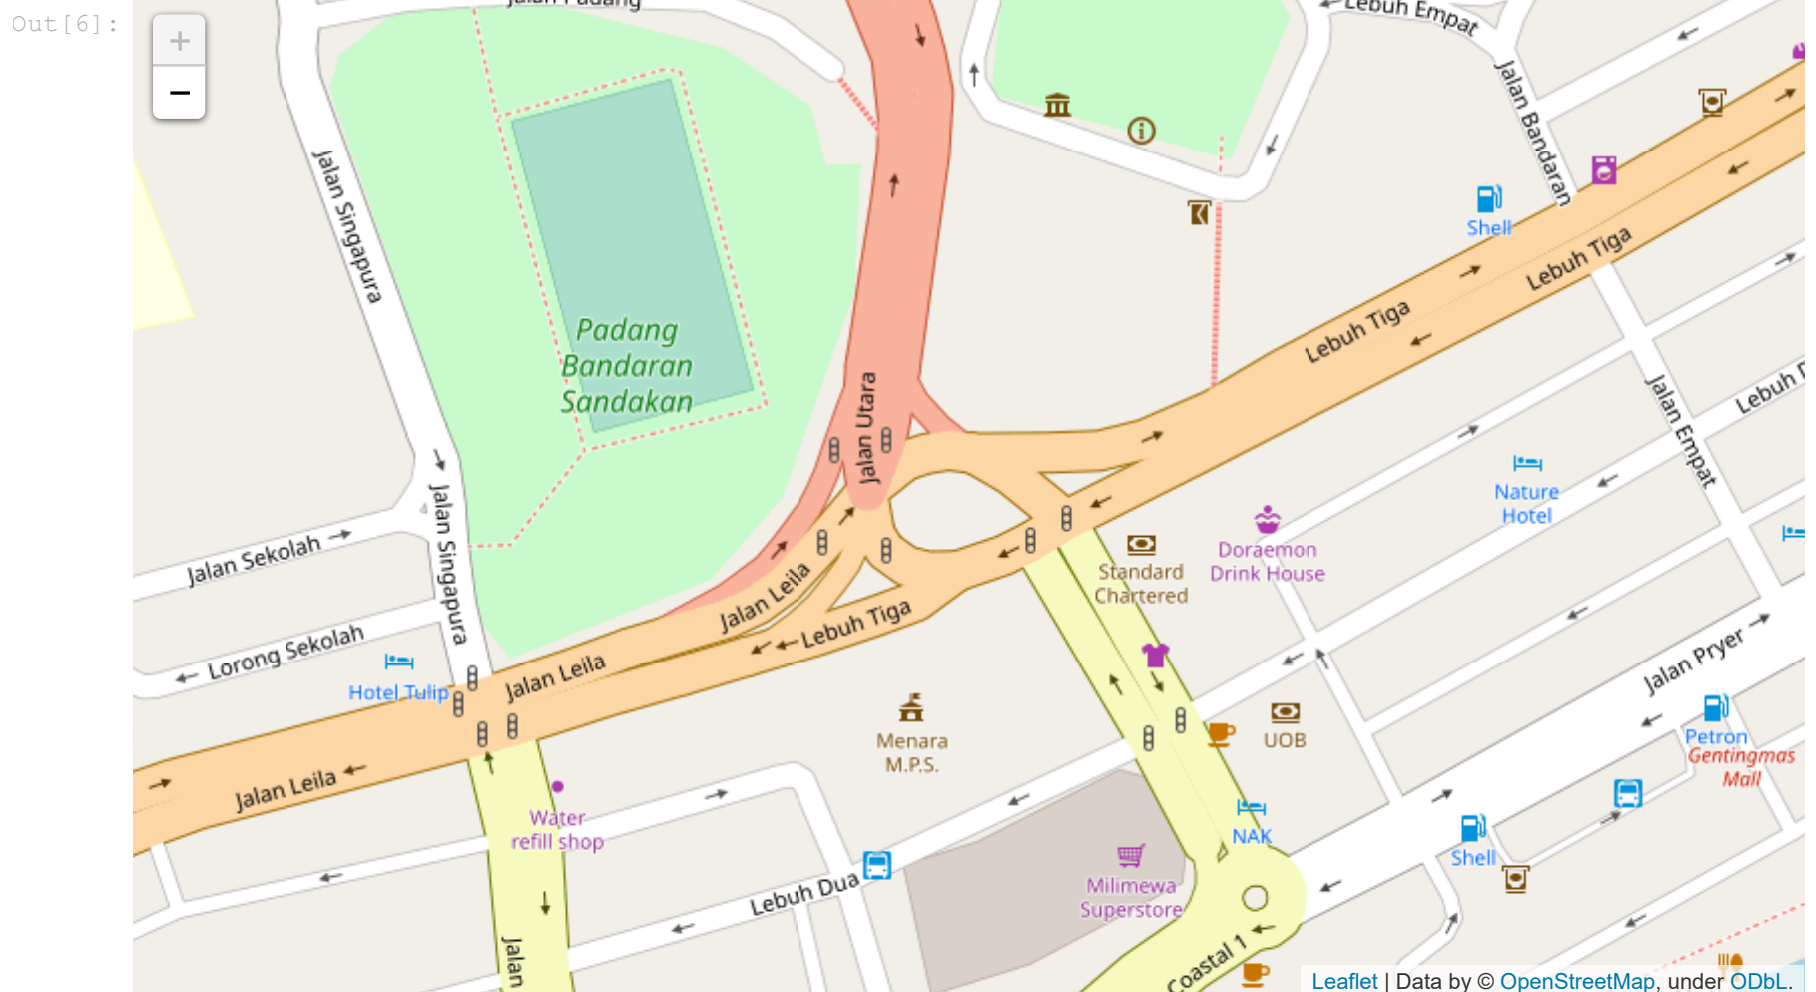 Out[6]:
+
−
Jalan Padang
Lebuh Empat
Jalan Bandaran
Jalan Singapura
Shell
Lebuh Tiga
Lebuh Tiga
Padang
Bandaran
Sandakan
Jalan Utara
Jalan Empat
Nature
Hotel
Jalan Singapura
Jalan Sekolah
Doraemon
Drink House
Standard
Chartered
Jalan Leila
Lebuh Tiga
Lorong Sekolah
Hotel Tulip
Jalan Leila
Jalan Pryer
Menara
M.P.S.
UOB
Petron
Gentingmas
Mall
Jalan Leila
Water
refill shop
NAK
Shell
Lebuh Dua
Milimewa
Superstore
Jalan
Coastal 1
Leaflet | Data by © OpenStreetMap, under ODbL.